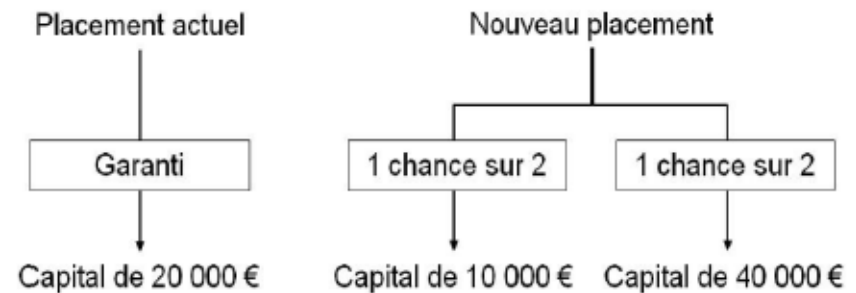 Placement actuel
Nouveau placement
Garanti
1 chance sur 2
1 chance sur 2
Capital de 20 000 €
Capital de 10 000 €
Capital de 40 000 €